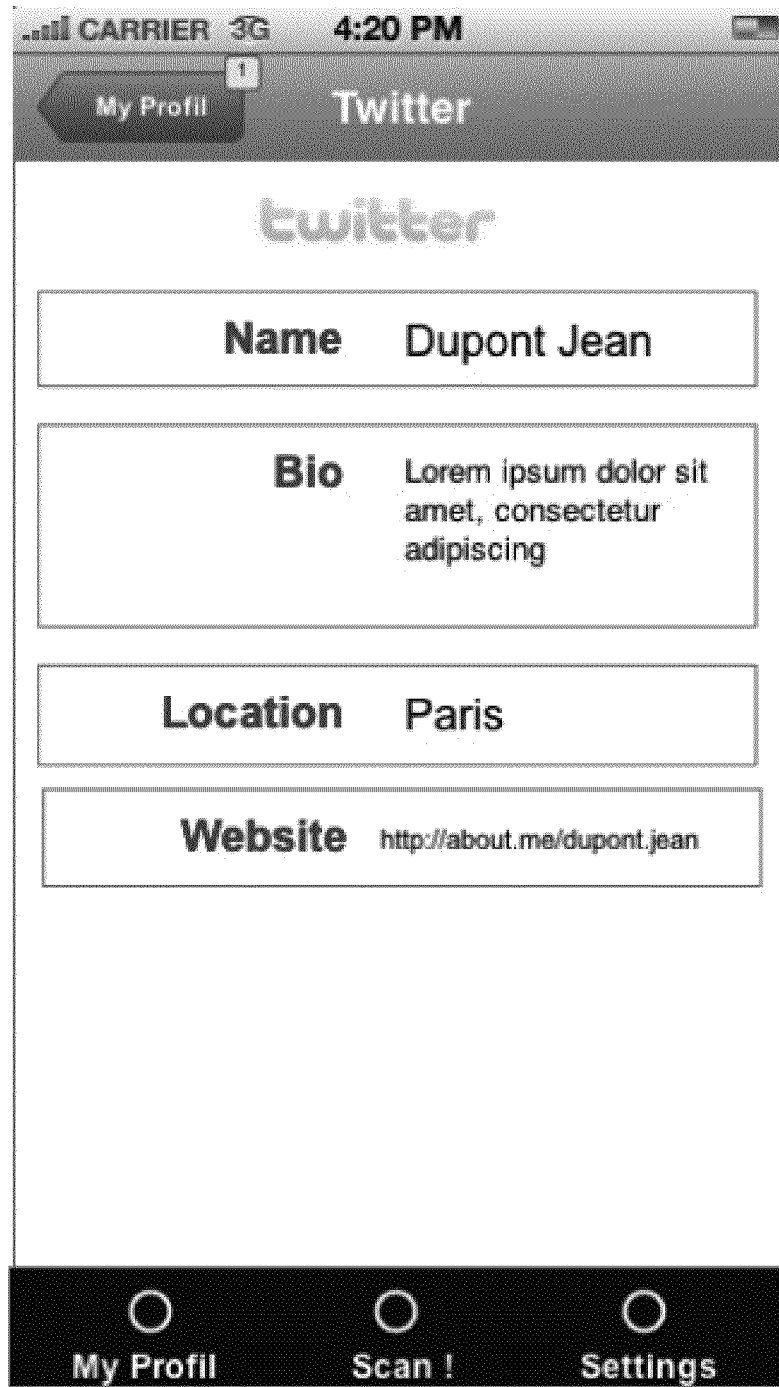 CARRIER 3G 4:20 PM
1
My Profil Twitter
twitter
Name Dupont Jean
Bio Lorem ipsum dolor sit
amet, consectetur
adipiscing
Location Paris
Website http://about.me/dupont.jean
My Profil Scan ! Settings